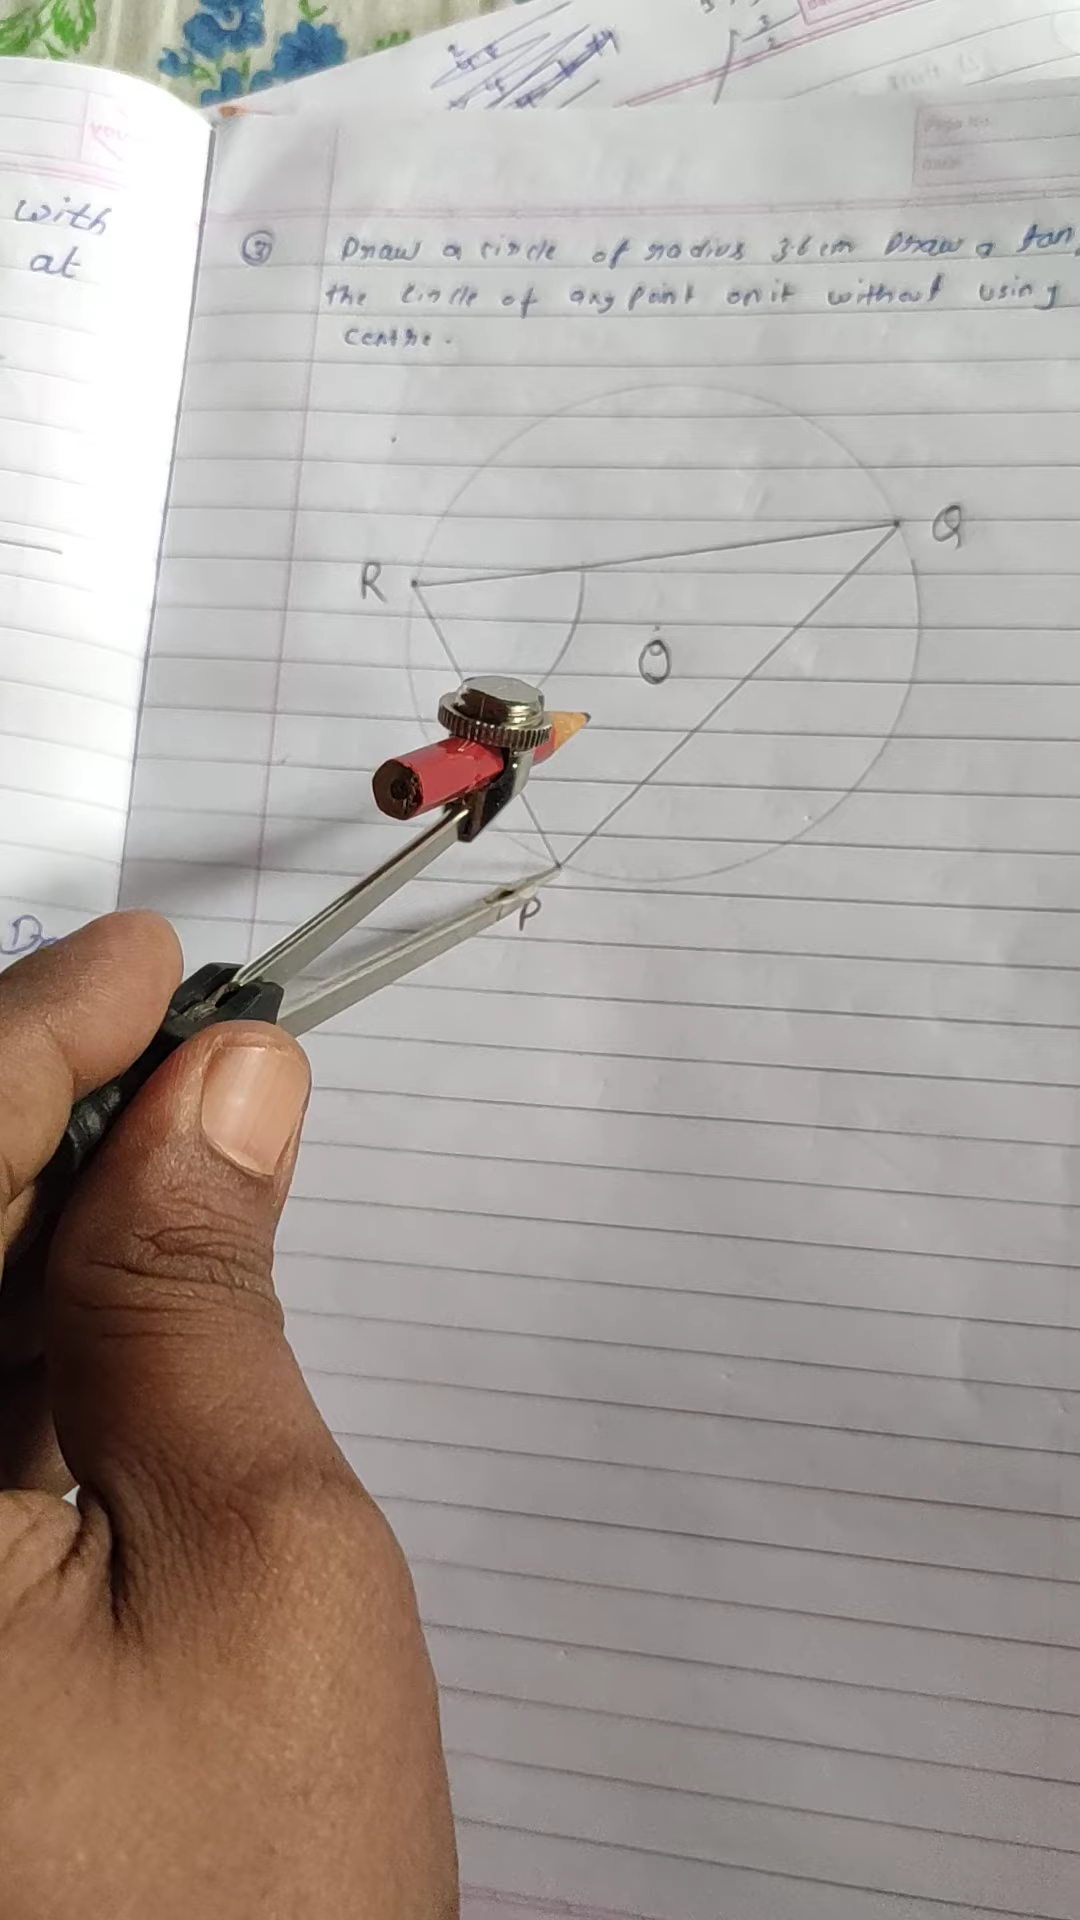 with
at
③ Draw a circle of radius 3.6 cm Draw a tan
the circle of any point on it without using
centre.
R
Q
O
P